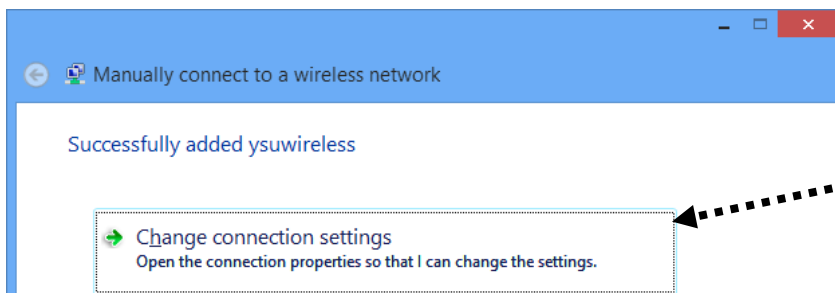 Manually connect to a wireless network
Successfully added ysuwireless
Change connection settings
Open the connection properties so that I can change the settings.